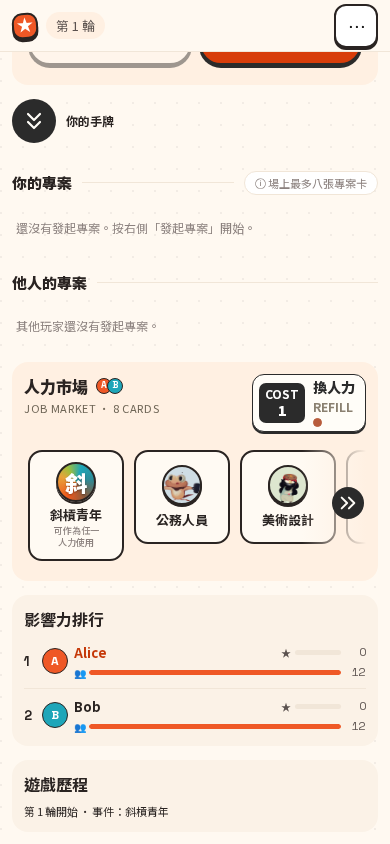 第 1 輪
你的手牌
你的專案
ⓘ 場上最多八張專案卡
還沒有發起專案。按右側「發起專案」開始。
他人的專案
其他玩家還沒有發起專案。
人力市場 A B
JOB MARKET ・ 8 CARDS
COST
1
換人力
REFILL
斜
斜槓青年
可作為任一
人力使用
公務人員
美術設計
影響力排行
1 A Alice ★ 0
12
2 B Bob ★ 0
12
遊戲歷程
第 1 輪開始 ・ 事件：斜槓青年